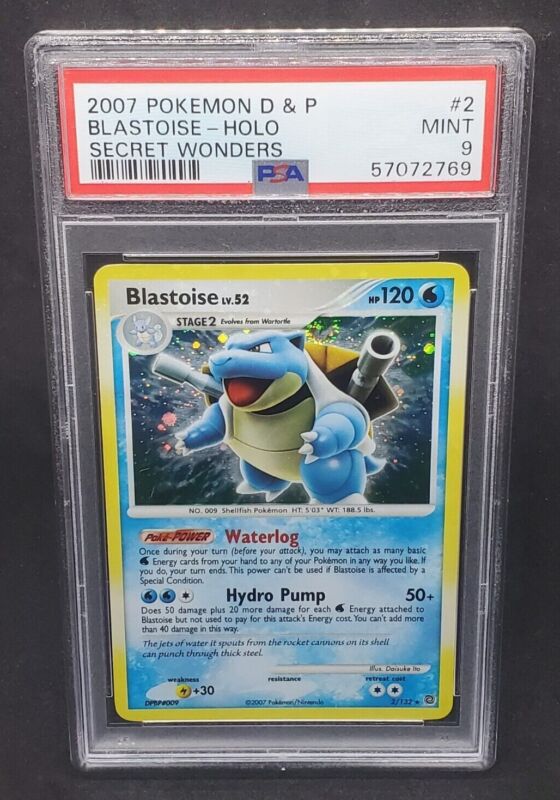 2007 POKEMON D & P #2
BLASTOISE - HOLO MINT
SECRET WONDERS 9
PSA 57072769
Blastoise LV.52 HP 120
STAGE 2 Evolves from Wartortle
NO. 009 Shellfish Pokémon HT: 5'03" WT: 188.5 lbs.
Poké-POWER Waterlog
Once during your turn (before your attack), you may attach as many basic
Energy cards from your hand to any of your Pokémon in any way you like. If
you do, your turn ends. This power can't be used if Blastoise is affected by a
Special Condition.
Hydro Pump 50+
Does 50 damage plus 20 more damage for each Energy attached to
Blastoise but not used to pay for this attack's Energy cost. You can't add more
than 40 damage in this way.
The jets of water it spouts from the rocket cannons on its shell
can punch through thick steel.
Illus. Daisuke Ito
weakness resistance retreat cost
+30
DPBP#009 ©2007 Pokémon/Nintendo 2/132